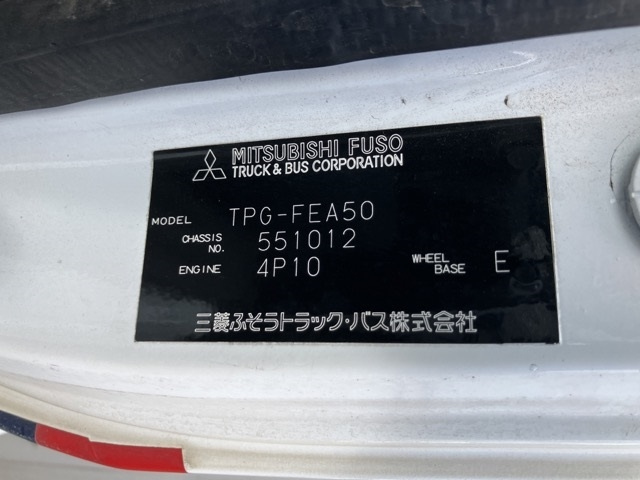 MITSUBISHI FUSO
TRUCK & BUS CORPORATION
MODEL TPG-FEA50
CHASSIS NO. 551012
ENGINE 4P10 WHEEL BASE E
三菱ふそうトラック・バス株式会社